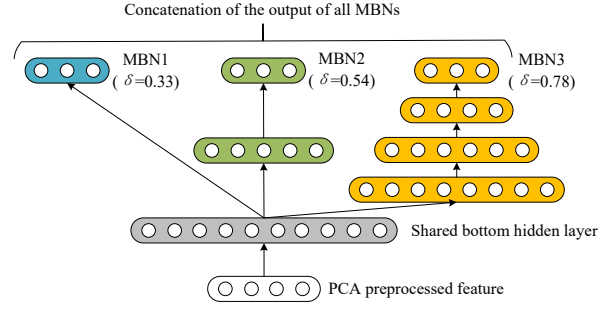 Concatenation of the output of all MBNs
MBN1
( δ=0.33)
MBN2
( δ=0.54)
MBN3
( δ=0.78)
Shared bottom hidden layer
PCA preprocessed feature